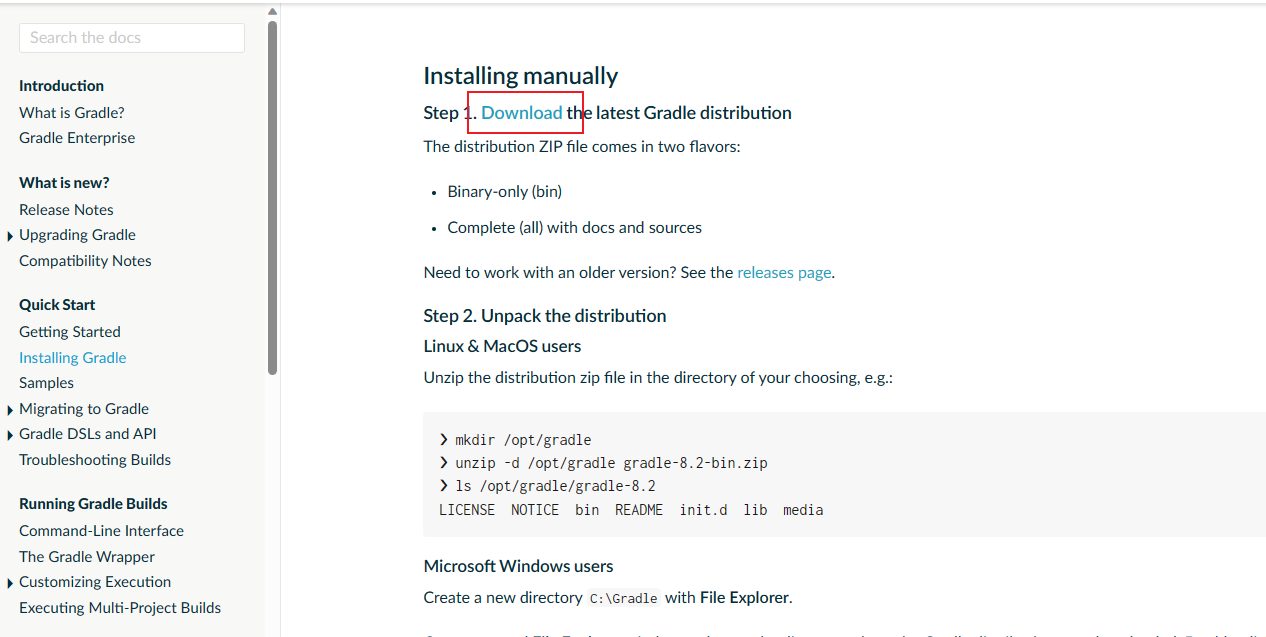 Search the docs
Introduction
What is Gradle?
Gradle Enterprise
What is new?
Release Notes
Upgrading Gradle
Compatibility Notes
Quick Start
Getting Started
Installing Gradle
Samples
Migrating to Gradle
Gradle DSLs and API
Troubleshooting Builds
Running Gradle Builds
Command-Line Interface
The Gradle Wrapper
Customizing Execution
Executing Multi-Project Builds
Installing manually
Step 1. Download the latest Gradle distribution
The distribution ZIP file comes in two flavors:
• Binary-only (bin)
• Complete (all) with docs and sources
Need to work with an older version? See the releases page.
Step 2. Unpack the distribution
Linux & MacOS users
Unzip the distribution zip file in the directory of your choosing, e.g.:
❯ mkdir /opt/gradle
❯ unzip -d /opt/gradle gradle-8.2-bin.zip
❯ ls /opt/gradle/gradle-8.2
LICENSE NOTICE bin README init.d lib media
Microsoft Windows users
Create a new directory C:\Gradle with File Explorer.